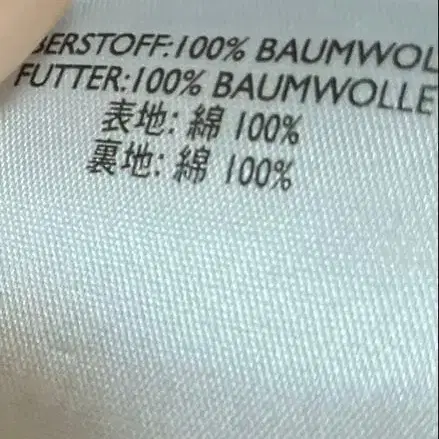 BERSTOFF:100% BAUMWOL
FUTTER:100% BAUMWOLLE
表地: 綿 100%
裏地: 綿 100%